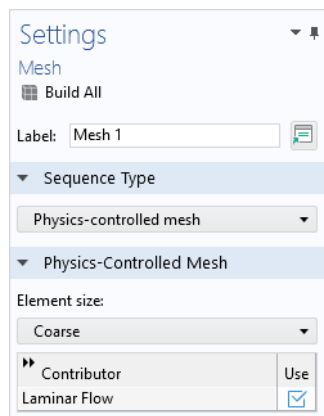 Settings
Mesh
Build All
Label: Mesh 1
Sequence Type
Physics-controlled mesh
Physics-Controlled Mesh
Element size:
Coarse
Contributor Use
Laminar Flow